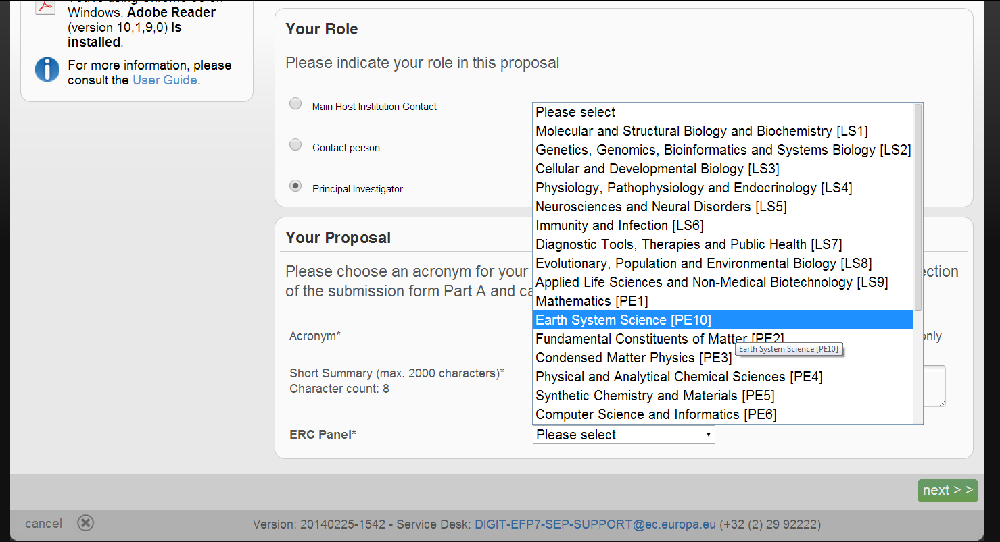 Windows. Adobe Reader
(version 10,1,9,0) is
installed.
For more information, please
consult the User Guide.
Your Role
Please indicate your role in this proposal
Main Host Institution Contact
Contact person
Principal Investigator
Your Proposal
Please choose an acronym for your
ection
of the submission form Part A and ca
Acronym*
only
Short Summary (max. 2000 characters)*
Character count: 8
ERC Panel*
Please select
Molecular and Structural Biology and Biochemistry [LS1]
Genetics, Genomics, Bioinformatics and Systems Biology [LS2]
Cellular and Developmental Biology [LS3]
Physiology, Pathophysiology and Endocrinology [LS4]
Neurosciences and Neural Disorders [LS5]
Immunity and Infection [LS6]
Diagnostic Tools, Therapies and Public Health [LS7]
Evolutionary, Population and Environmental Biology [LS8]
Applied Life Sciences and Non-Medical Biotechnology [LS9]
Mathematics [PE1]
Earth System Science [PE10]
Fundamental Constituents of Matter [PE2]
Earth System Science [PE10]
Condensed Matter Physics [PE3]
Physical and Analytical Chemical Sciences [PE4]
Synthetic Chemistry and Materials [PE5]
Computer Science and Informatics [PE6]
Please select
next > >
cancel
Version: 20140225-1542 - Service Desk: DIGIT-EFP7-SEP-SUPPORT@ec.europa.eu (+32 (2) 29 92222)